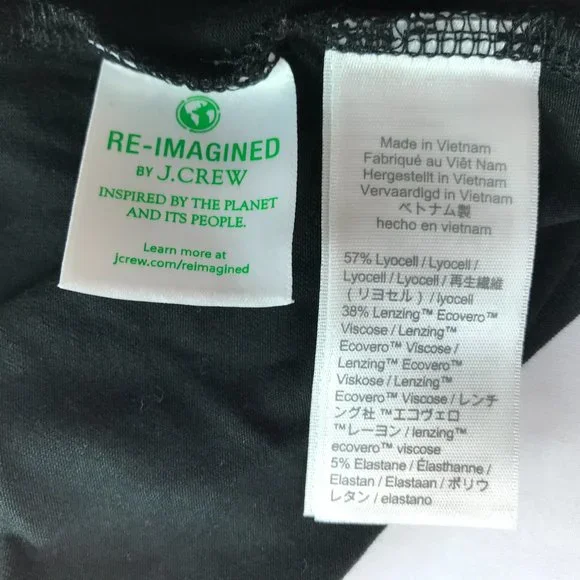 RE-IMAGINED
BY J.CREW
INSPIRED BY THE PLANET
AND ITS PEOPLE.
Learn more at
jcrew.com/reimagined
Made in Vietnam
Fabriqué au Viêt Nam
Hergestellt in Vietnam
Vervaardigd in Vietnam
ベトナム製
hecho en vietnam
57% Lyocell / Lyocell /
Lyocell / Lyocell / 再生繊維
( リヨセル ) / lyocell
38% Lenzing™ Ecovero™
Viscose / Lenzing™
Ecovero™ Viscose /
Lenzing™ Ecovero™
Viskose / Lenzing™
Ecovero™ Viscose / レンチ
ング社 ™エコヴェロ
™レーヨン / lenzing™
ecovero™ viscose
5% Elastane / Élasthanne /
Elastan / Elastaan / ポリウ
レタン / elastano